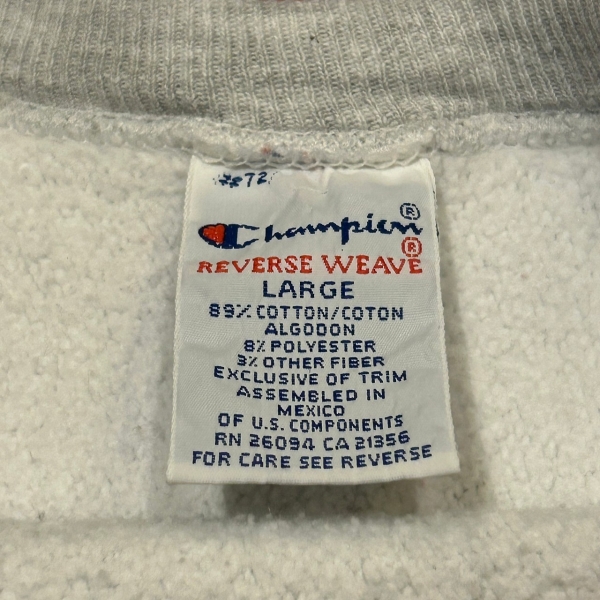 #872
Champion®
REVERSE WEAVE®
LARGE
89% COTTON/COTON
ALGODON
8% POLYESTER
3% OTHER FIBER
EXCLUSIVE OF TRIM
ASSEMBLED IN
MEXICO
OF U.S. COMPONENTS
RN 26094 CA 21356
FOR CARE SEE REVERSE